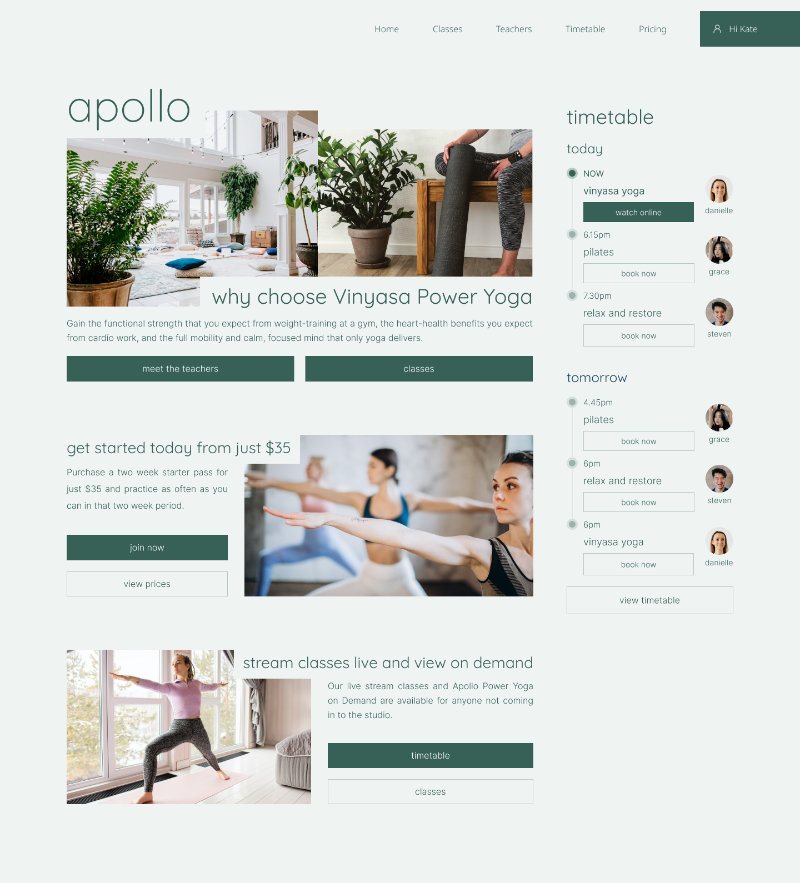 Home Classes Teachers Timetable Pricing Hi Kate
apollo
why choose Vinyasa Power Yoga
Gain the functional strength that you expect from weight-training at a gym, the heart-health benefits you expect
from cardio work, and the full mobility and calm, focused mind that only yoga delivers.
meet the teachers
classes
get started today from just $35
Purchase a two week starter pass for
just $35 and practice as often as you
can in that two week period.
join now
view prices
stream classes live and view on demand
Our live stream classes and Apollo Power Yoga
on Demand are available for anyone not coming
in to the studio.
timetable
classes
timetable
today
NOW
vinyasa yoga
watch online
danielle
6.15pm
pilates
book now
grace
7.30pm
relax and restore
book now
steven
tomorrow
4.45pm
pilates
book now
grace
6pm
relax and restore
book now
steven
6pm
vinyasa yoga
book now
danielle
view timetable